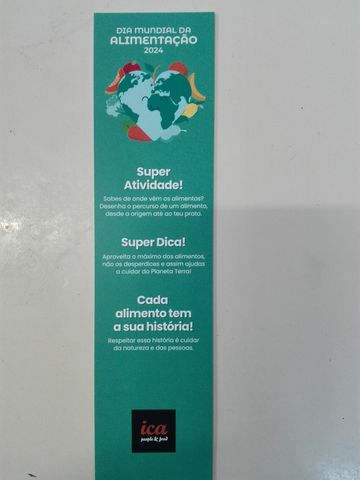 DIA MUNDIAL DA
ALIMENTAÇÃO
2024
Super
Atividade!
Sabes de onde vêm os alimentos?
Desenha o percurso de um alimento,
desde a origem até ao teu prato.
Super Dica!
Aproveita o máximo dos alimentos,
não os desperdices e assim ajudas
a cuidar do Planeta Terra!
Cada
alimento tem
a sua história!
Respeitar essa história é cuidar
da natureza e das pessoas.
ica
people & food